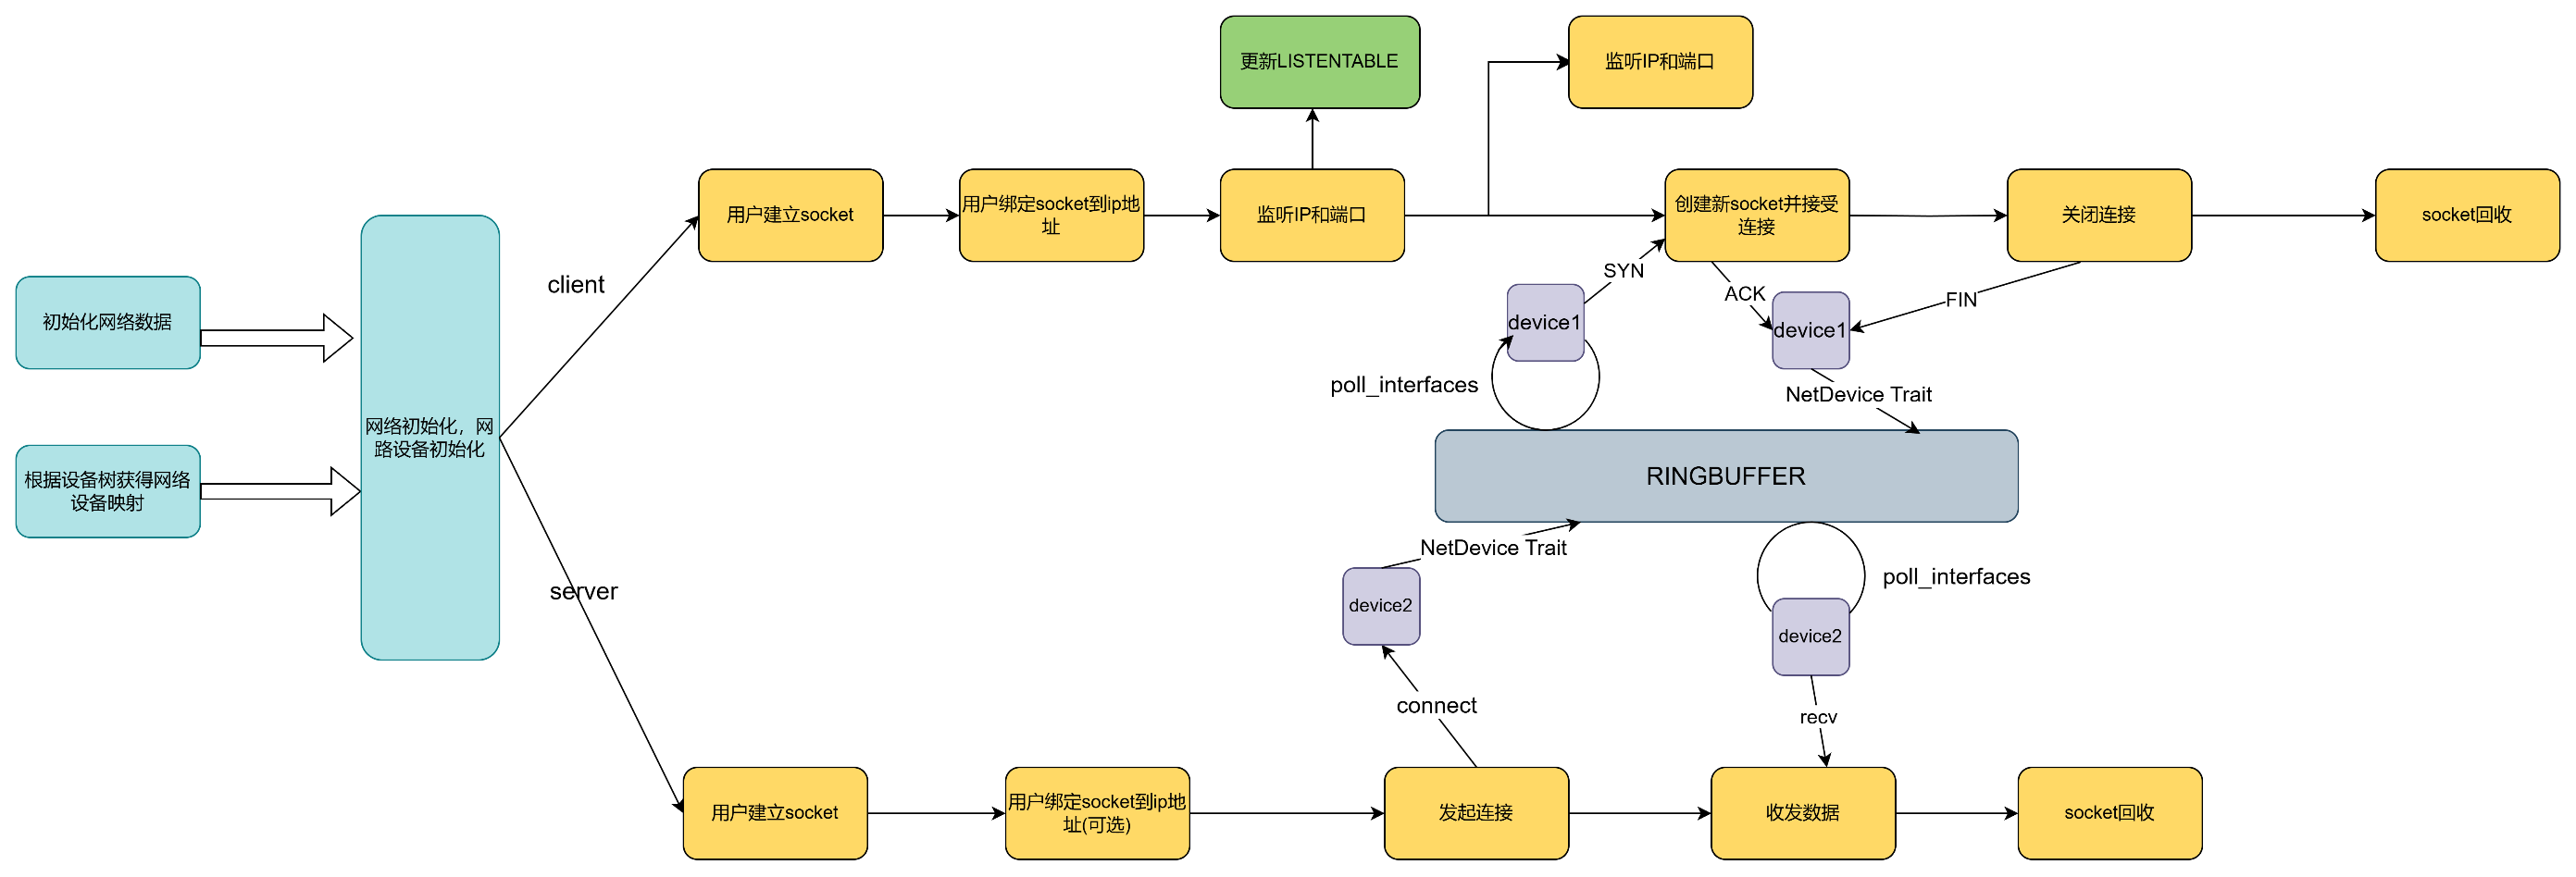 更新LISTENTABLE
监听IP和端口
用户建立socket
用户绑定socket到ip地
址
监听IP和端口
创建新socket并接受
连接
关闭连接
socket回收
client
SYN
ACK
FIN
初始化网络数据
device1
device1
poll_interfaces
NetDevice Trait
网络初始化，网
路设备初始化
根据设备树获得网络
设备映射
RINGBUFFER
NetDevice Trait
poll_interfaces
server
device2
device2
connect
recv
用户建立socket
用户绑定socket到ip地
址(可选)
发起连接
收发数据
socket回收